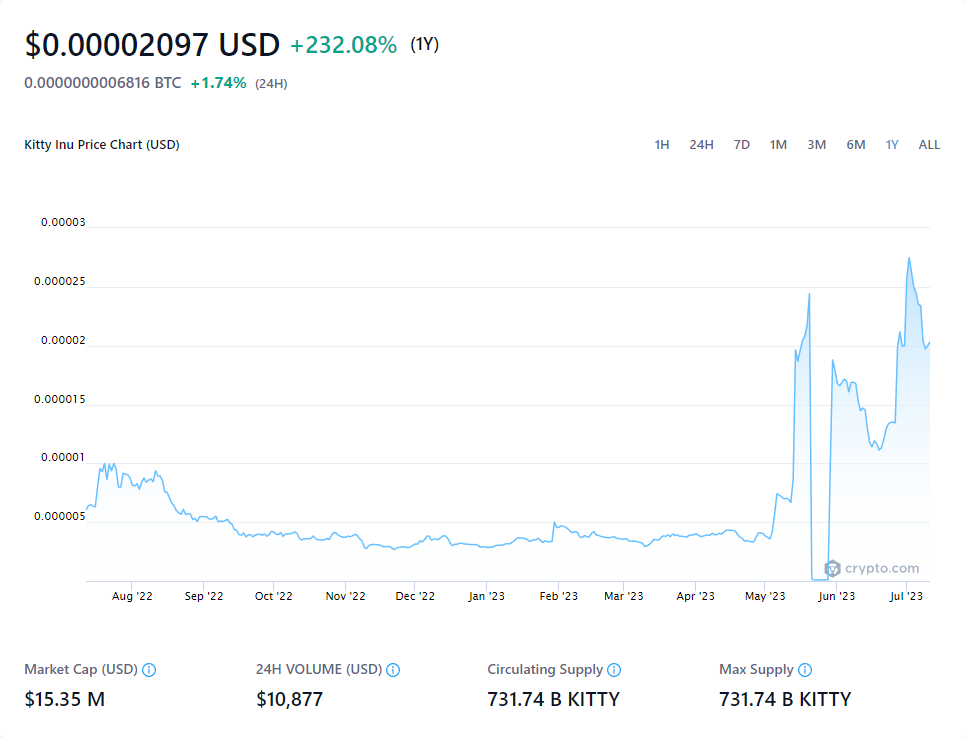 $0.00002097 USD +232.08% (1Y)
0.0000000006816 BTC +1.74% (24H)
Kitty Inu Price Chart (USD) 1H 24H 7D 1M 3M 6M 1Y ALL
0.00003
0.000025
0.00002
0.000015
0.00001
0.000005
crypto.com
Aug '22 Sep '22 Oct '22 Nov '22 Dec '22 Jan '23 Feb '23 Mar '23 Apr '23 May '23 Jun '23 Jul '23
Market Cap (USD) 24H VOLUME (USD) Circulating Supply Max Supply
$15.35 M $10,877 731.74 B KITTY 731.74 B KITTY